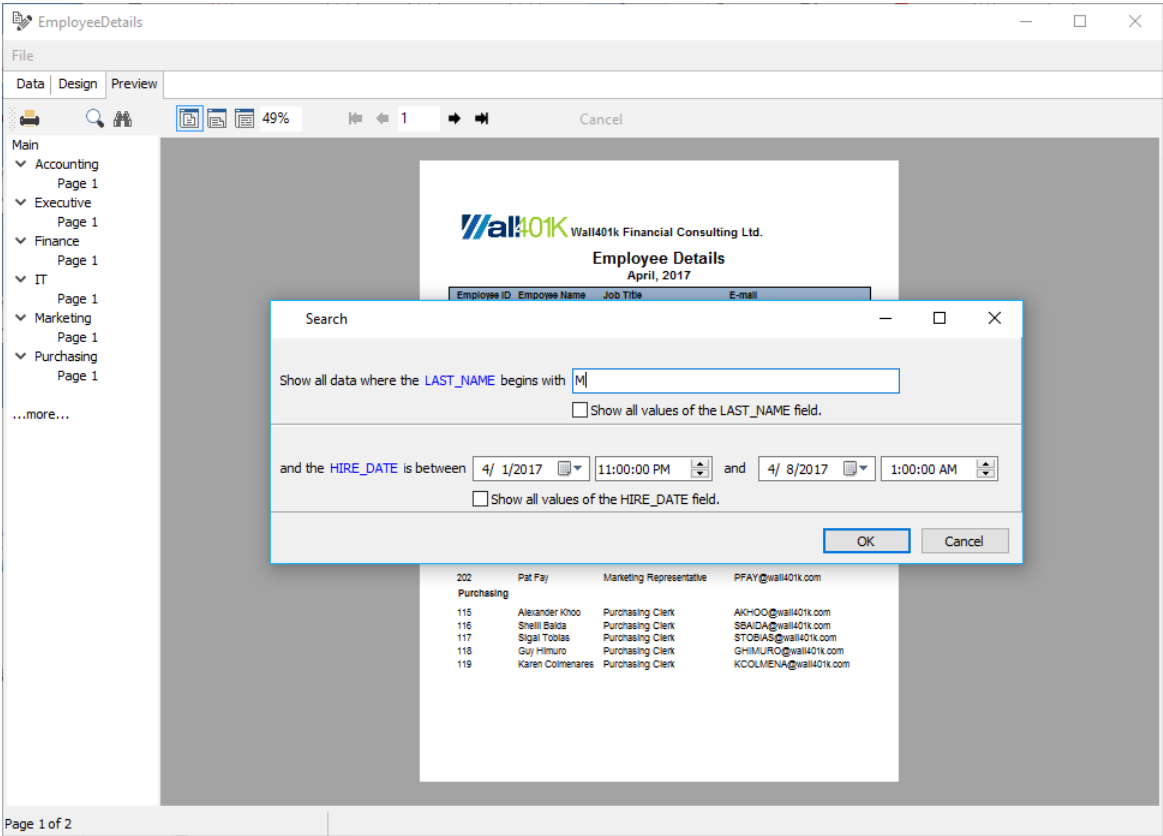 EmployeeDetails
File
Data Design Preview
49% 1 Cancel
Main
Accounting
Page 1
Executive
Page 1
Finance
Page 1
IT
Page 1
Marketing
Page 1
Purchasing
Page 1
...more...
Wall401K Wall401k Financial Consulting Ltd.
Employee Details
April, 2017
Employee ID Empoyee Name Job Title E-mail
Search
Show all data where the LAST_NAME begins with M
Show all values of the LAST_NAME field.
and the HIRE_DATE is between 4/ 1/2017 11:00:00 PM and 4/ 8/2017 1:00:00 AM
Show all values of the HIRE_DATE field.
OK Cancel
202 Pat Fay Marketing Representative PFAY@wall401k.com
Purchasing
115 Alexander Khoo Purchasing Clerk AKHOO@wall401k.com
116 Shelli Baida Purchasing Clerk SBAIDA@wall401k.com
117 Sigal Tobias Purchasing Clerk STOBIAS@wall401k.com
118 Guy Himuro Purchasing Clerk GHIMURO@wall401k.com
119 Karen Colmenares Purchasing Clerk KCOLMENA@wall401k.com
Page 1 of 2